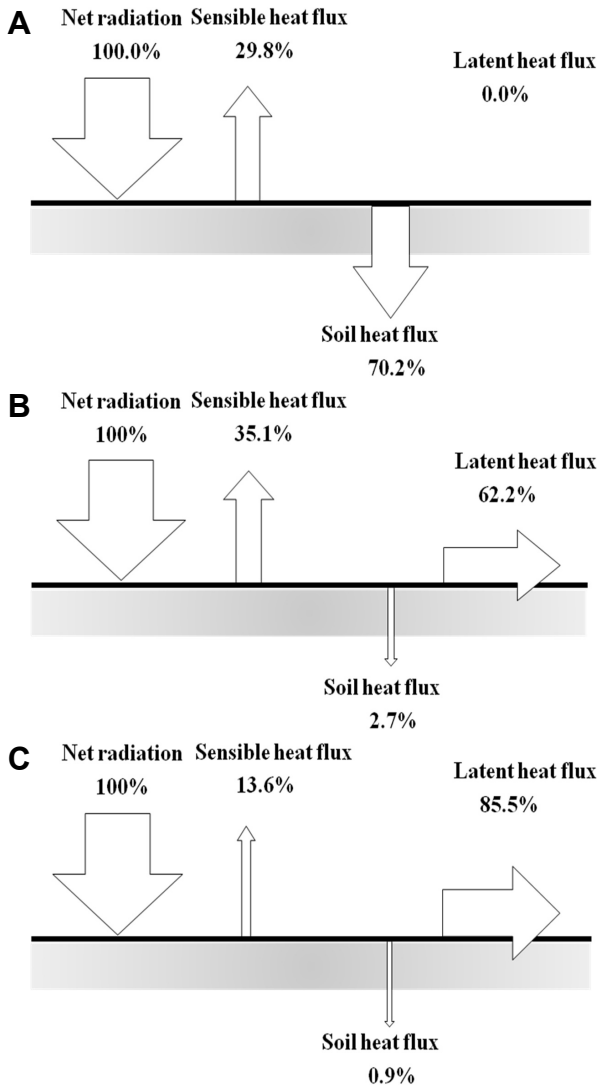 A
Net radiation Sensible heat flux
100.0% 29.8%
Latent heat flux
0.0%
Soil heat flux
70.2%
B
Net radiation Sensible heat flux
100% 35.1%
Latent heat flux
62.2%
Soil heat flux
2.7%
C
Net radiation Sensible heat flux
100% 13.6%
Latent heat flux
85.5%
Soil heat flux
0.9%